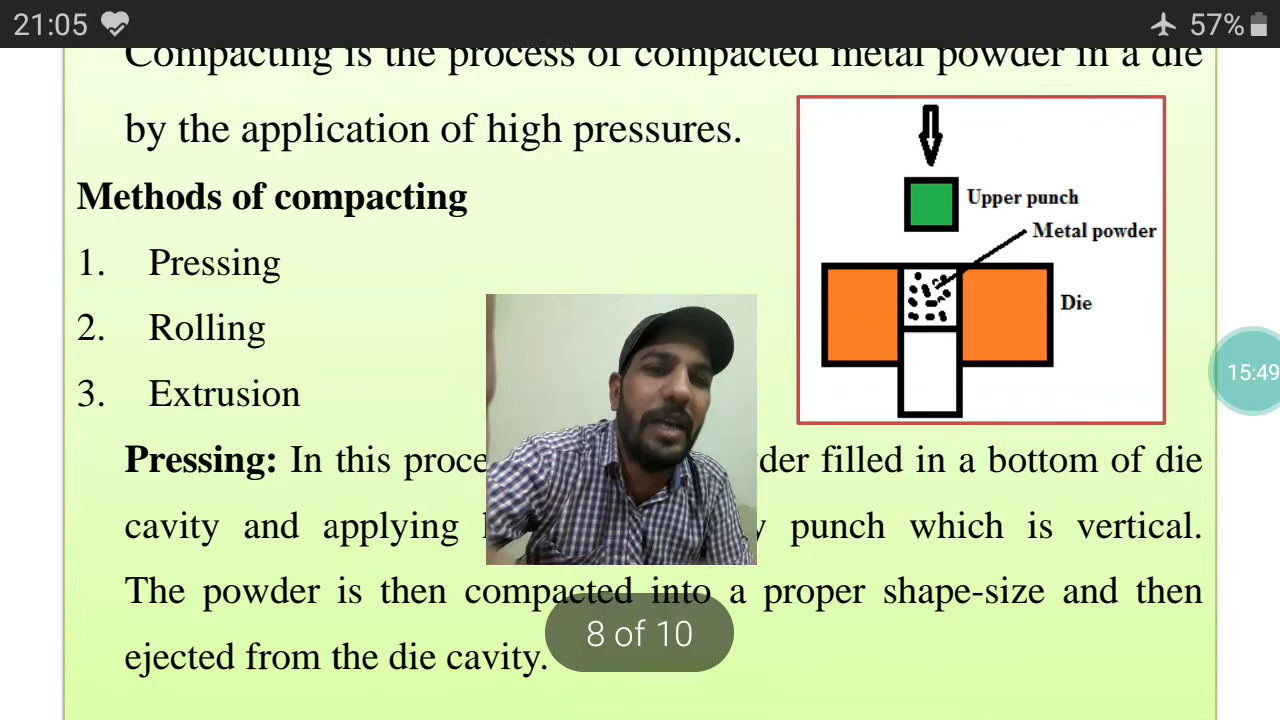 21:05
57%
Compacting is the process of compacted metal powder in a die
by the application of high pressures.
Methods of compacting
1. Pressing
2. Rolling
3. Extrusion
Upper punch
Metal powder
Die
15:49
Pressing: In this filled in a bottom of die
cavity and applying punch which is vertical.
The powder is then compacted into a proper shape-size and then
ejected from the die cavity.
8 of 10